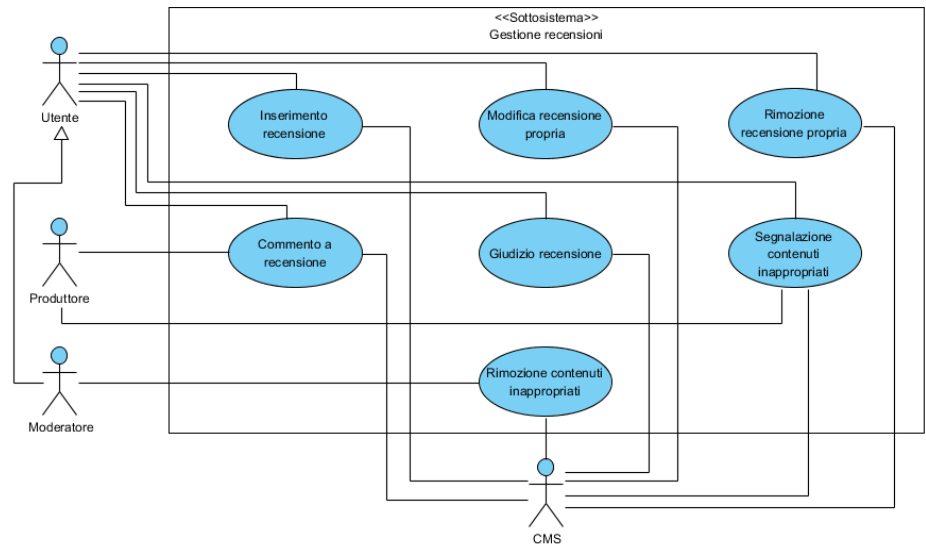 <<Sottosistema>>
Gestione recensioni
Utente
Inserimento
recensione
Modifica recensione
propria
Rimozione
recensione propria
Commento a
recensione
Giudizio recensione
Segnalazione
contenuti
inappropriati
Produttore
Rimozione contenuti
inappropriati
Moderatore
CMS